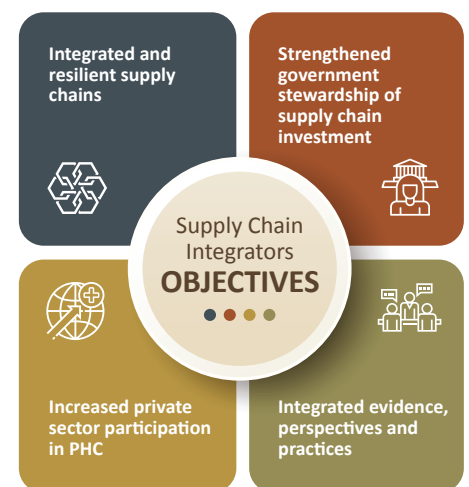 Integrated and
resilient supply
chains
Strengthened
government
stewardship of
supply chain
investment
Supply Chain
Integrators
OBJECTIVES
Increased private
sector participation
in PHC
Integrated evidence,
perspectives and
practices